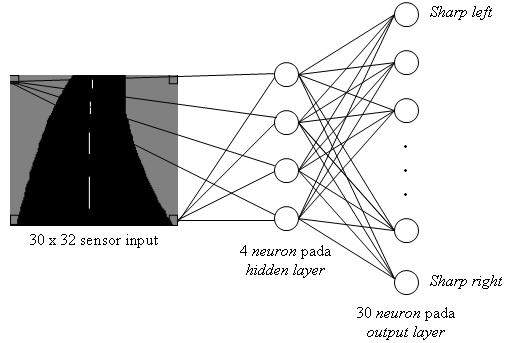 Sharp left
30 x 32 sensor input
4 neuron pada
hidden layer
Sharp right
30 neuron pada
output layer